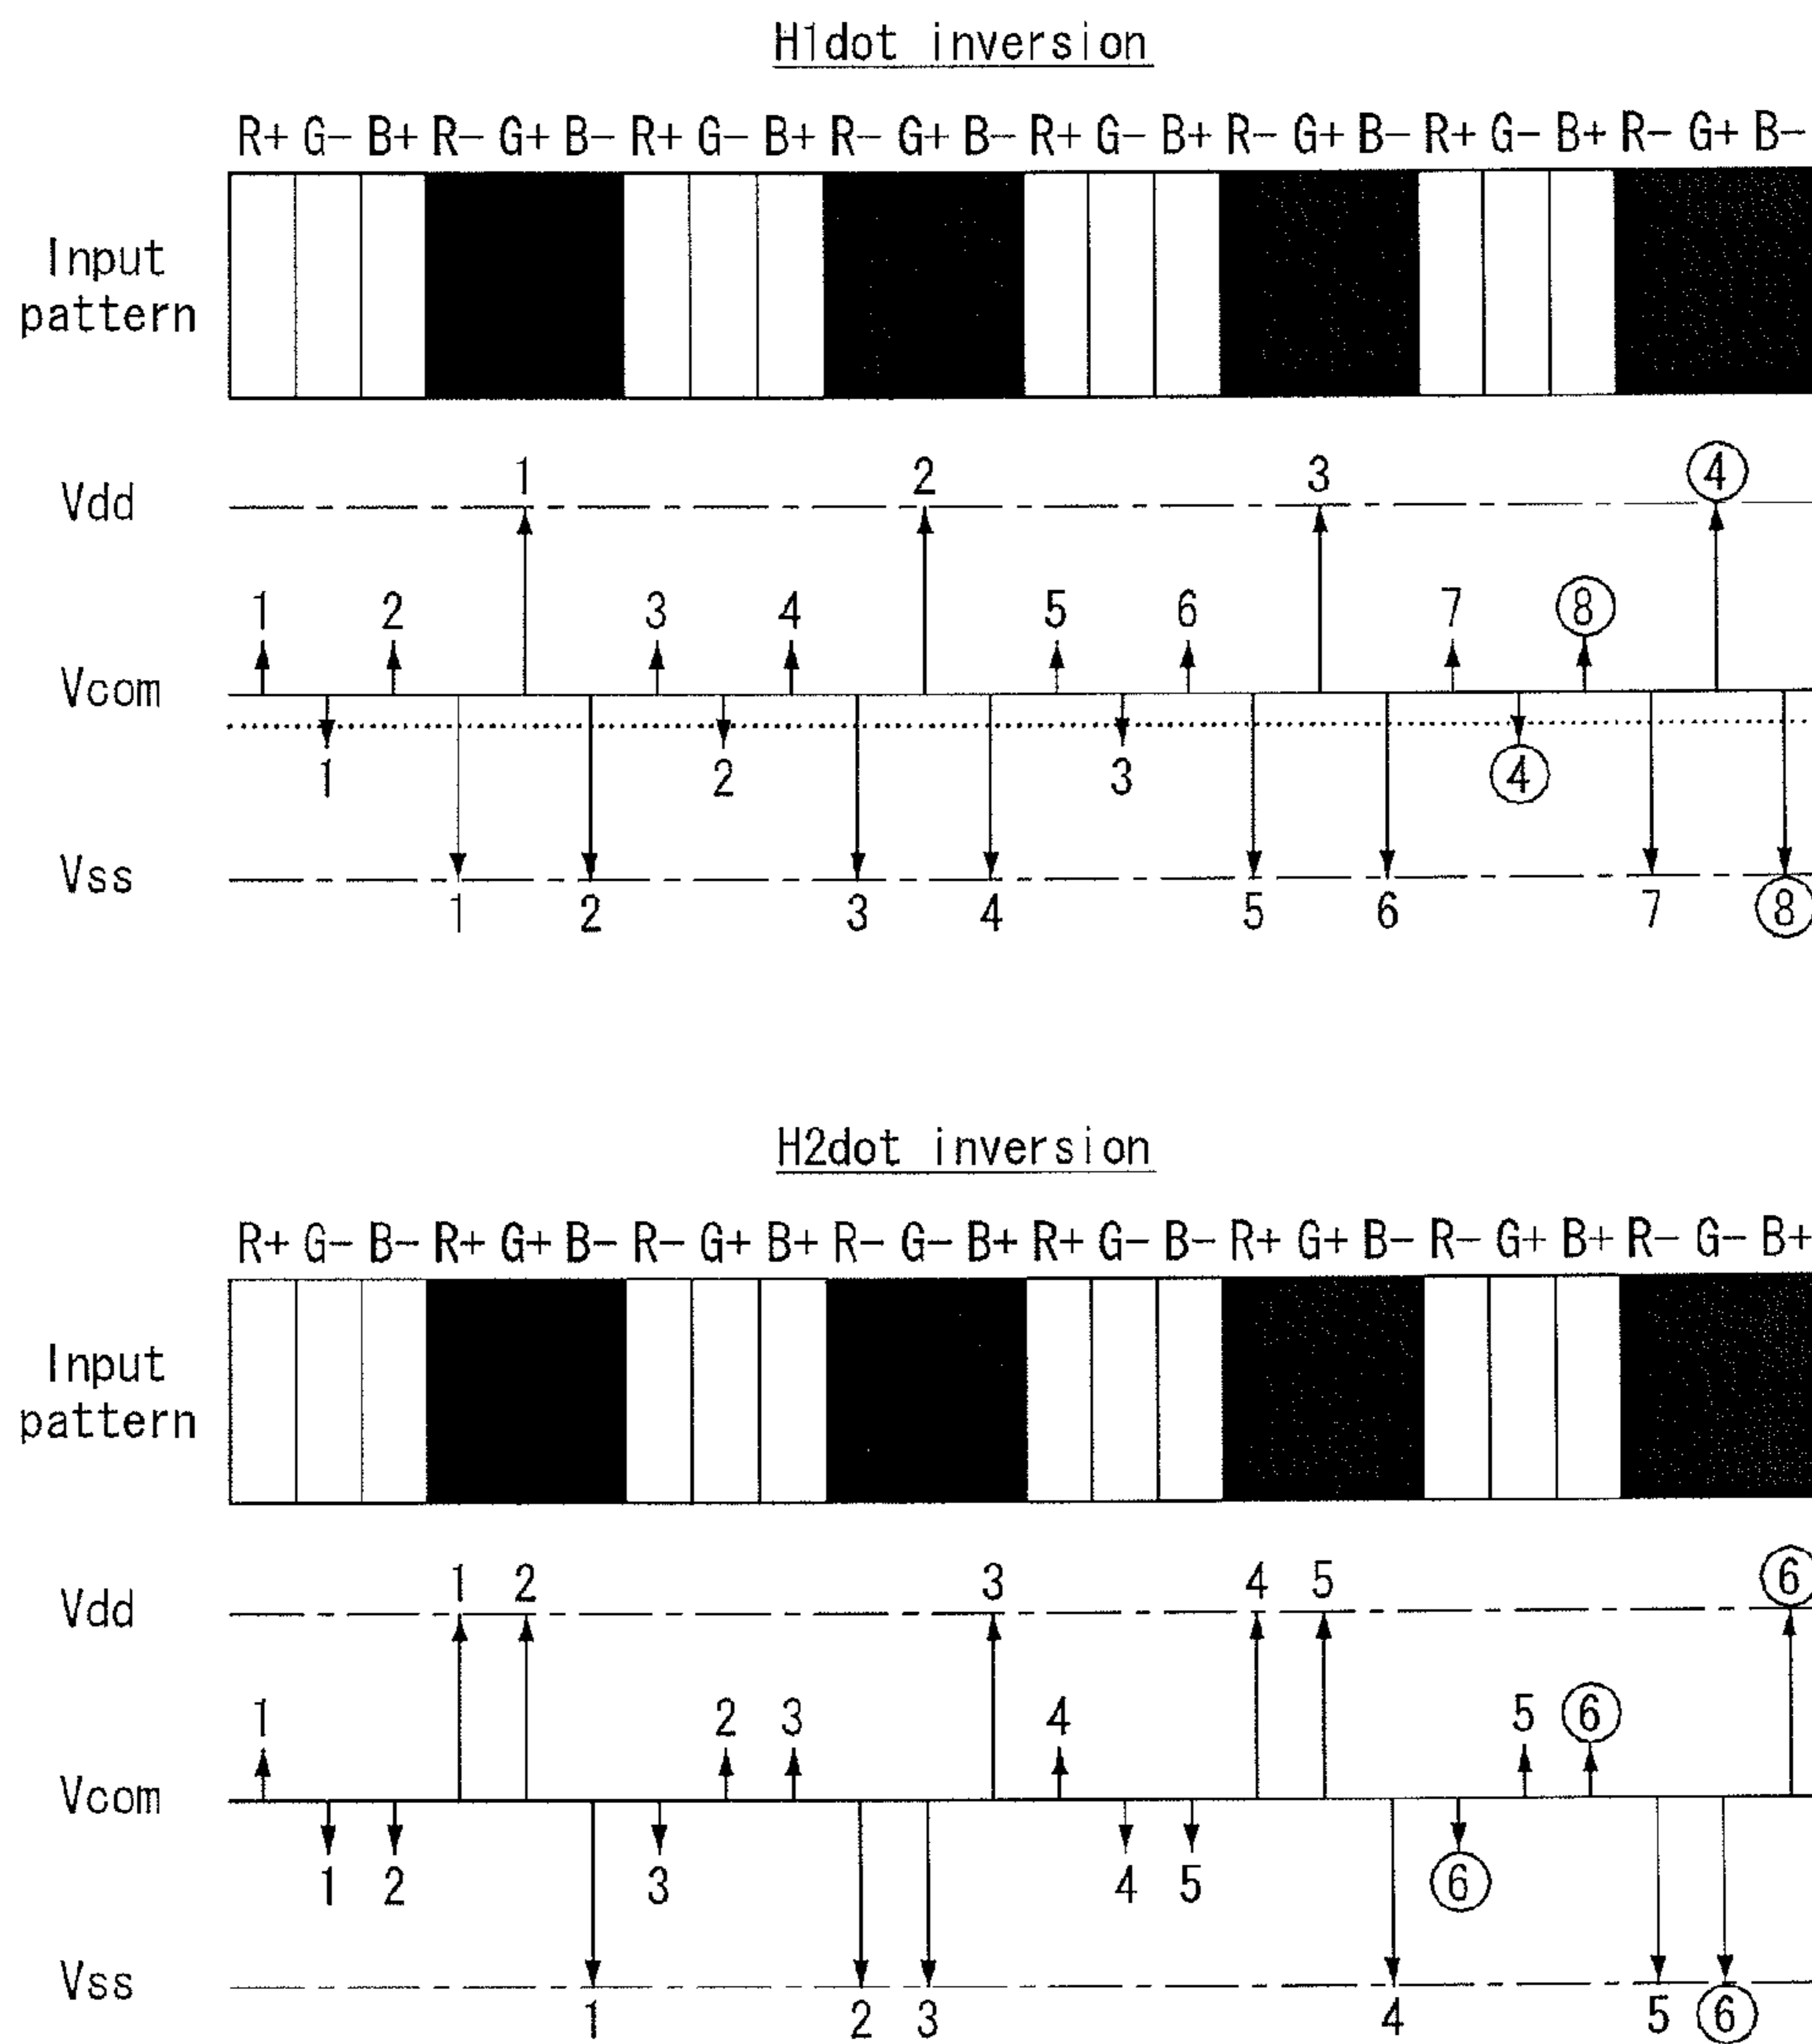 H1dot inversion
R+ G- B+ R- G+ B- R+ G- B+ R- G+ B- R+ G- B+ R- G+ B- R+ G- B+ R- G+ B-
Input
pattern
1 2 3 4
Vdd
1 2 3 4 5 6 7 8
Vcom
1 2 3 4
Vss
1 2 3 4 5 6 7 8
H2dot inversion
R+ G- B- R+ G+ B- R- G+ B+ R- G- B+ R+ G- B- R+ G+ B- R- G+ B+ R- G- B+
Input
pattern
1 2 3 4 5 6
Vdd
1 2 3 4 5 6
Vcom
1 2 3 4 5 6
Vss
1 2 3 4 5 6